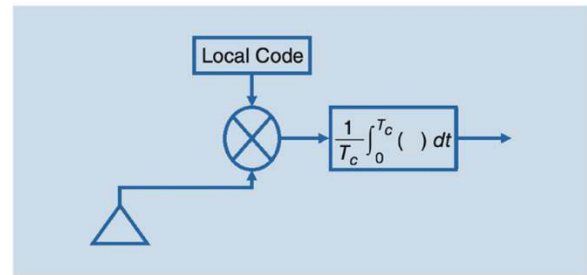 Local Code
1/T_c ∫_0^{T_c} ( ) dt